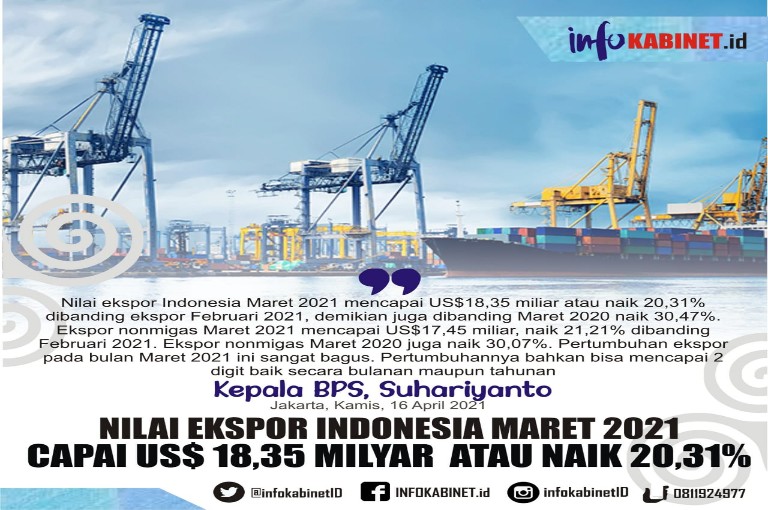 info KABINET.id
Nilai ekspor Indonesia Maret 2021 mencapai US$18,35 miliar atau naik 20,31%
dibanding ekspor Februari 2021, demikian juga dibanding Maret 2020 naik 30,47%.
Ekspor nonmigas Maret 2021 mencapai US$17,45 miliar, naik 21,21% dibanding
Februari 2021. Ekspor nonmigas Maret 2020 juga naik 30,07%. Pertumbuhan ekspor
pada bulan Maret 2021 ini sangat bagus. Pertumbuhannya bahkan bisa mencapai 2
digit baik secara bulanan maupun tahunan
Kepala BPS, Suhariyanto
Jakarta, Kamis, 16 April 2021
NILAI EKSPOR INDONESIA MARET 2021
CAPAI US$ 18,35 MILYAR ATAU NAIK 20,31%
@infokabinetID INFOKABINET.id infokabinetID 0811924977